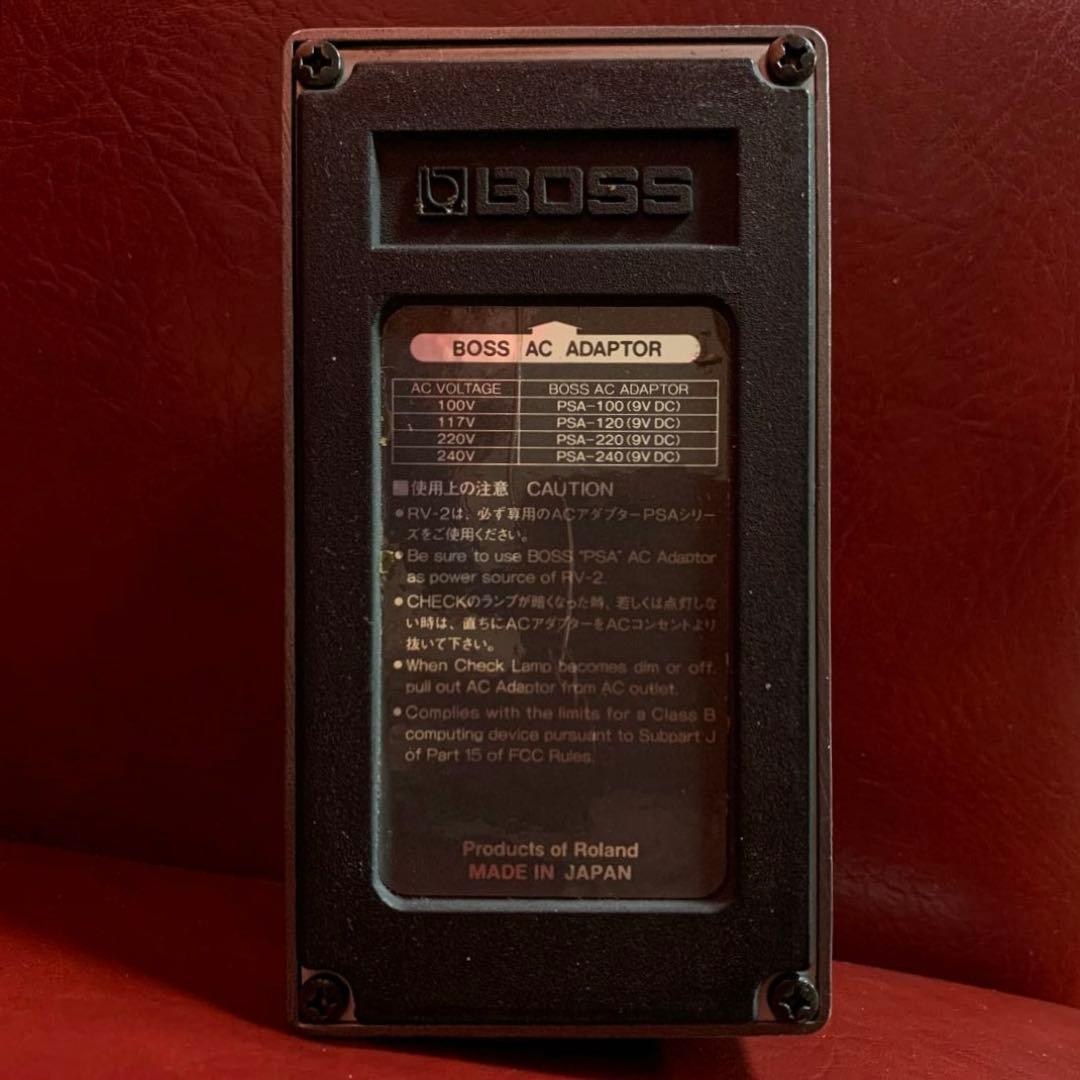 BOSS
BOSS AC ADAPTOR
AC VOLTAGE BOSS AC ADAPTOR
100V PSA-100 (9V DC)
117V PSA-120 (9V DC)
220V PSA-220 (9V DC)
240V PSA-240 (9V DC)
■使用上の注意 CAUTION
●RV-2は、必ず専用のACアダプターPSAシリー
ズをご使用ください。
●Be sure to use BOSS "PSA" AC Adaptor
as power source of RV-2.
●CHECKのランプが暗くなった時、若しくは点灯しな
い時は、直ちにACアダプターをACコンセントより
抜いて下さい。
●When Check Lamp becomes dim or off,
pull out AC Adaptor from AC outlet.
●Complies with the limits for a Class B
computing device pursuant to Subpart J
of Part 15 of FCC Rules.
Products of Roland
MADE IN JAPAN